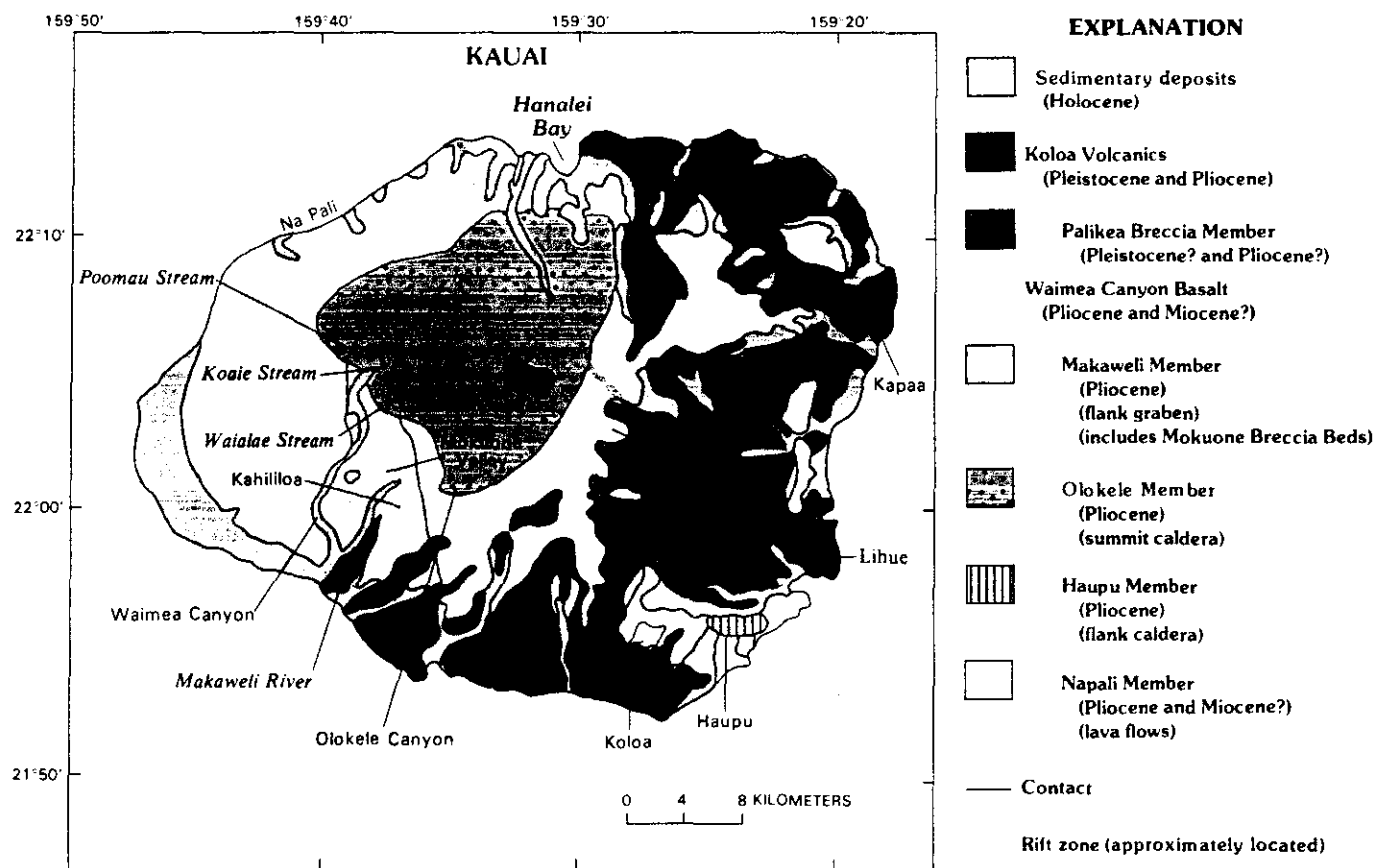 159°50'
159°40'
159°30'
159°20'
KAUAI
Hanalei
Bay
Na Pali
22°10'
Poomau Stream
Koaie Stream
Waialae Stream
Kahililoa
Kapaa
22°00'
Lihue
Waimea Canyon
Makaweli River
Olokele Canyon
Koloa
Haupu
21°50'
0 4 8 KILOMETERS
EXPLANATION
Sedimentary deposits
(Holocene)
Koloa Volcanics
(Pleistocene and Pliocene)
Palikea Breccia Member
(Pleistocene? and Pliocene?)
Waimea Canyon Basalt
(Pliocene and Miocene?)
Makaweli Member
(Pliocene)
(flank graben)
(includes Mokuone Breccia Beds)
Olokele Member
(Pliocene)
(summit caldera)
Haupu Member
(Pliocene)
(flank caldera)
Napali Member
(Pliocene and Miocene?)
(lava flows)
Contact
Rift zone (approximately located)